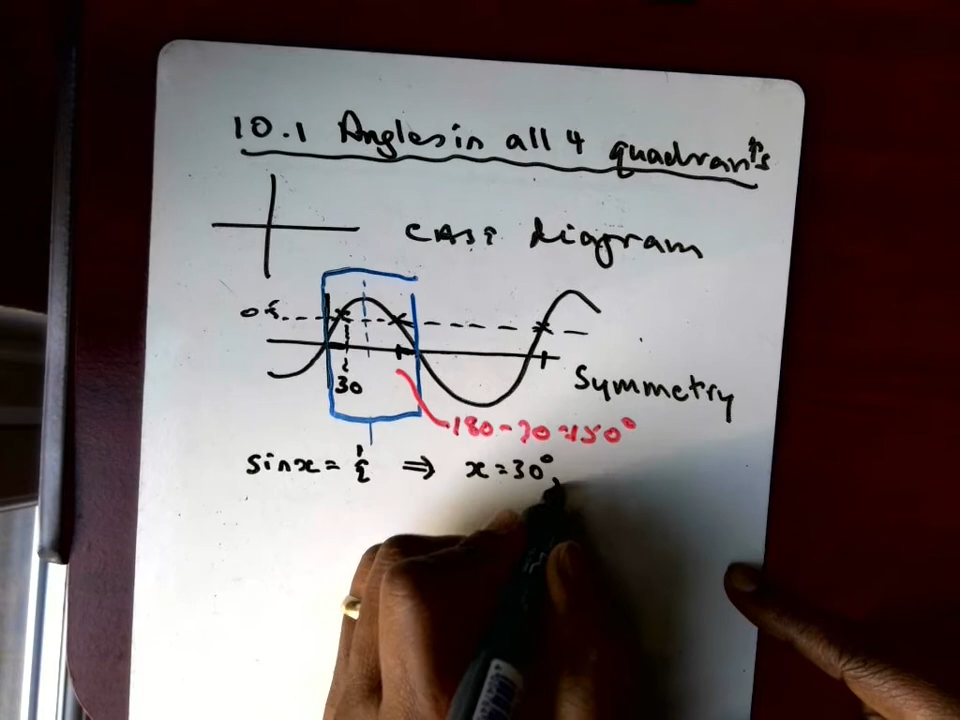 10.1 Angles in all 4 quadrants
CAST diagram
0.5
30
Symmetry
180-30=150°
sinx = ½ ⇒ x=30°,